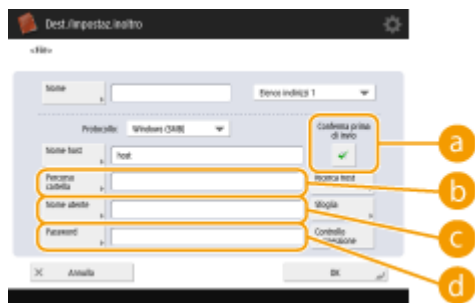 Dest./Impostaz. Inoltro
<File>
Nome
Elenco indirizzi 1
Protocollo:
Windows (SMB)
Conferma prima
di invio
a
Nome host
host
Percorso
cartella
Ricerca host
b
Nome utente
Sfoglia
c
Password
Controllo
d
Annulla
OK